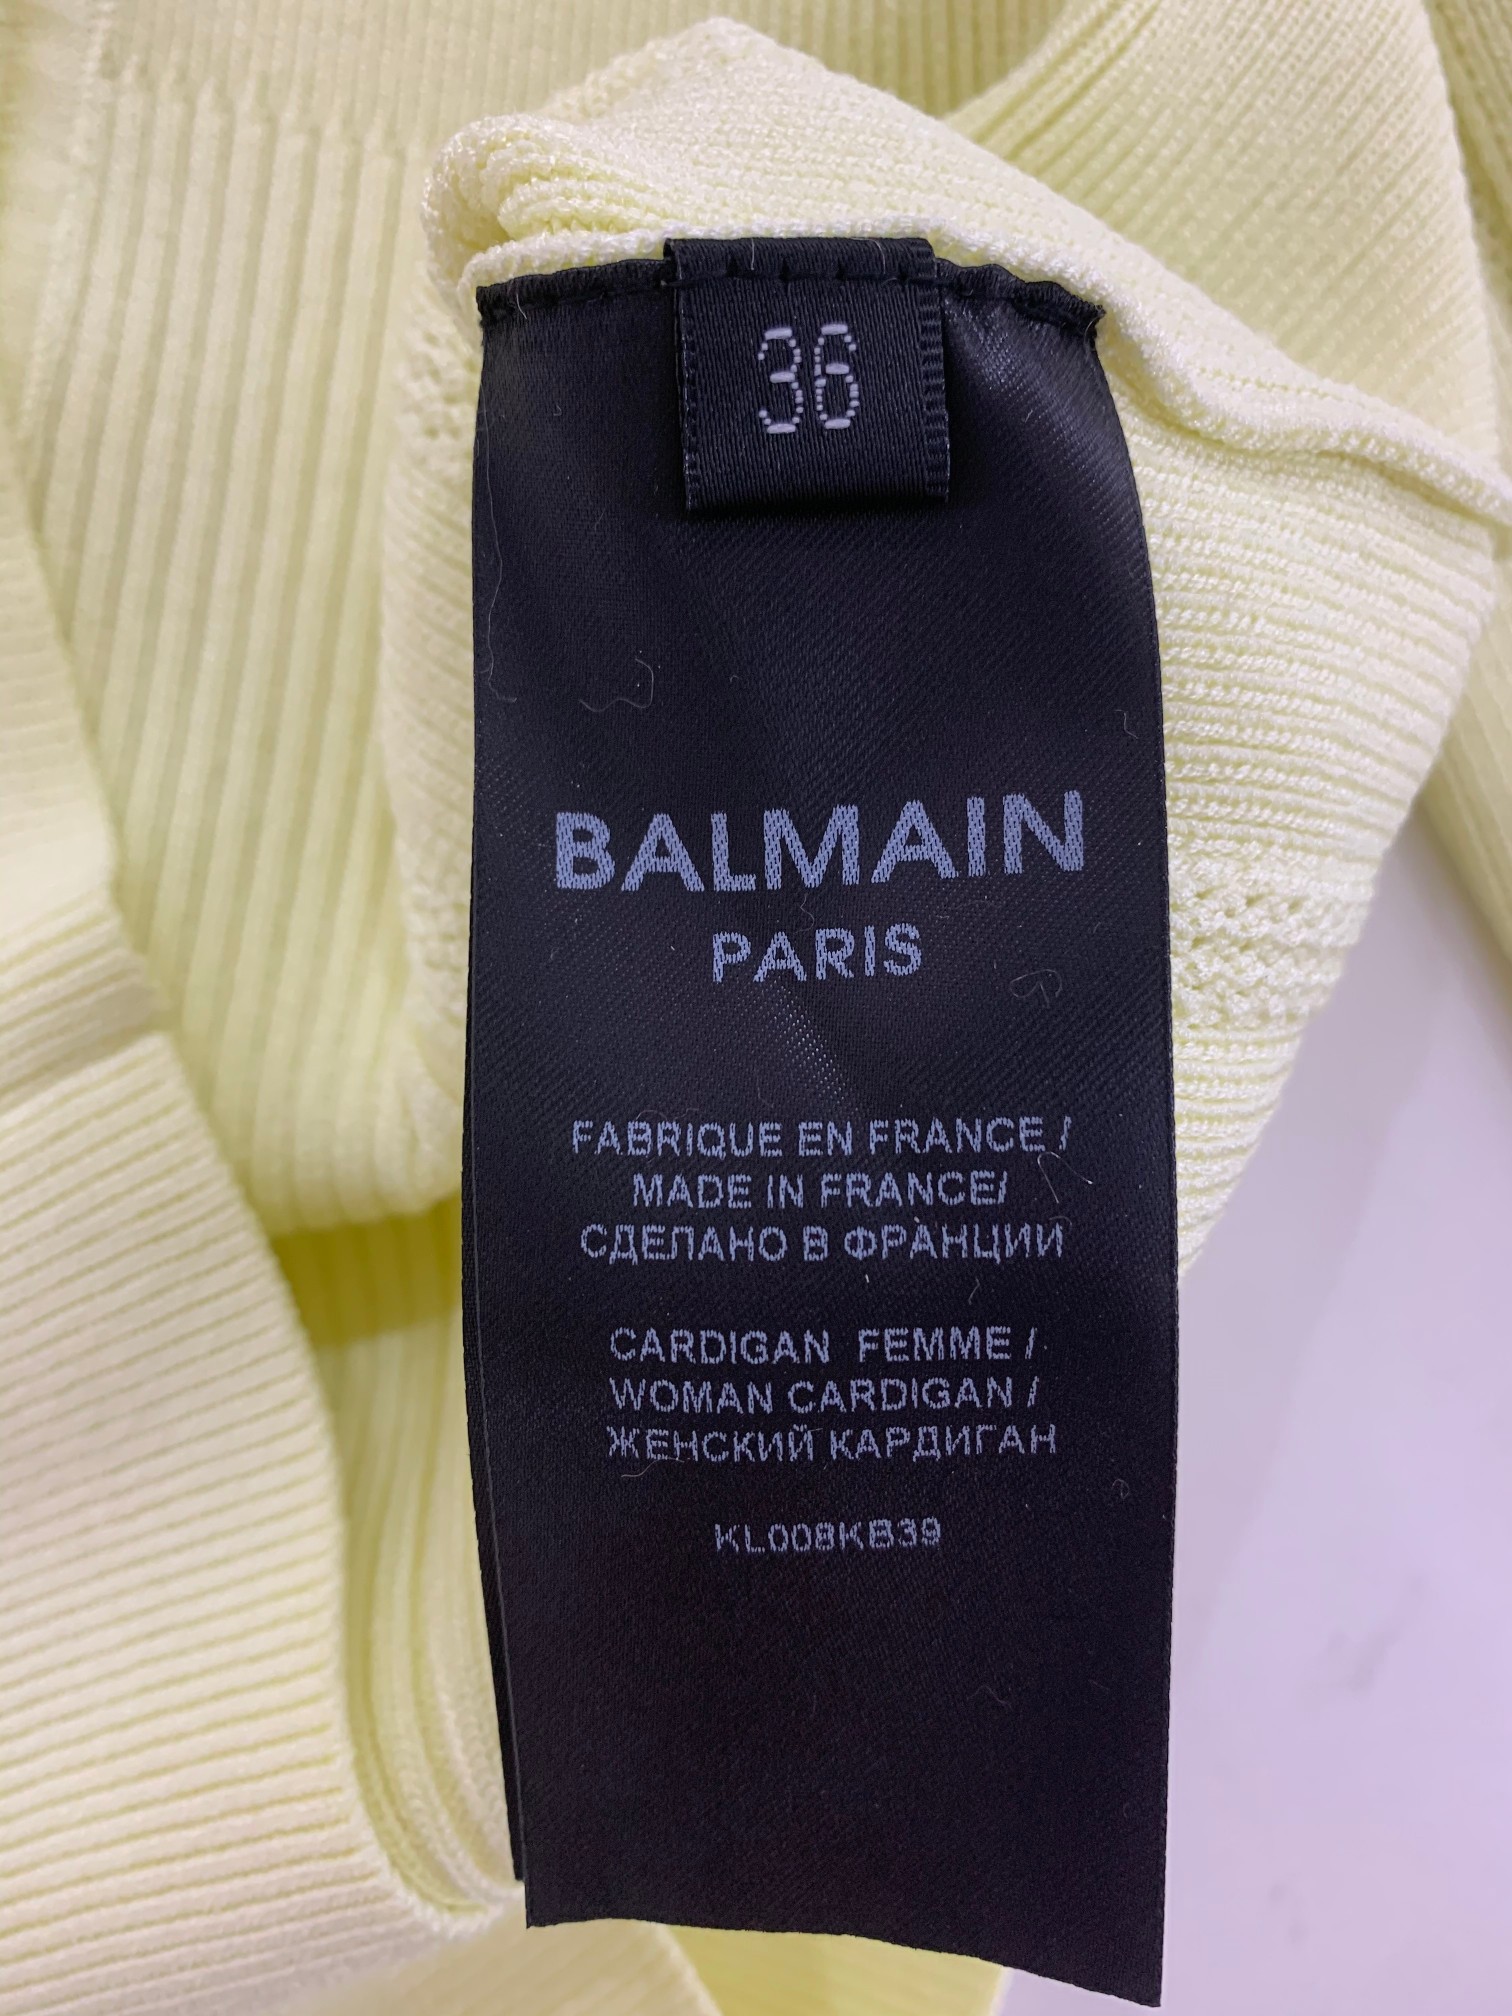 36
BALMAIN
PARIS
FABRIQUE EN FRANCE /
MADE IN FRANCE/
СДЕЛАНО В ФРАНЦИИ
CARDIGAN FEMME /
WOMAN CARDIGAN /
ЖЕНСКИЙ КАРДИГАН
KL008KB39